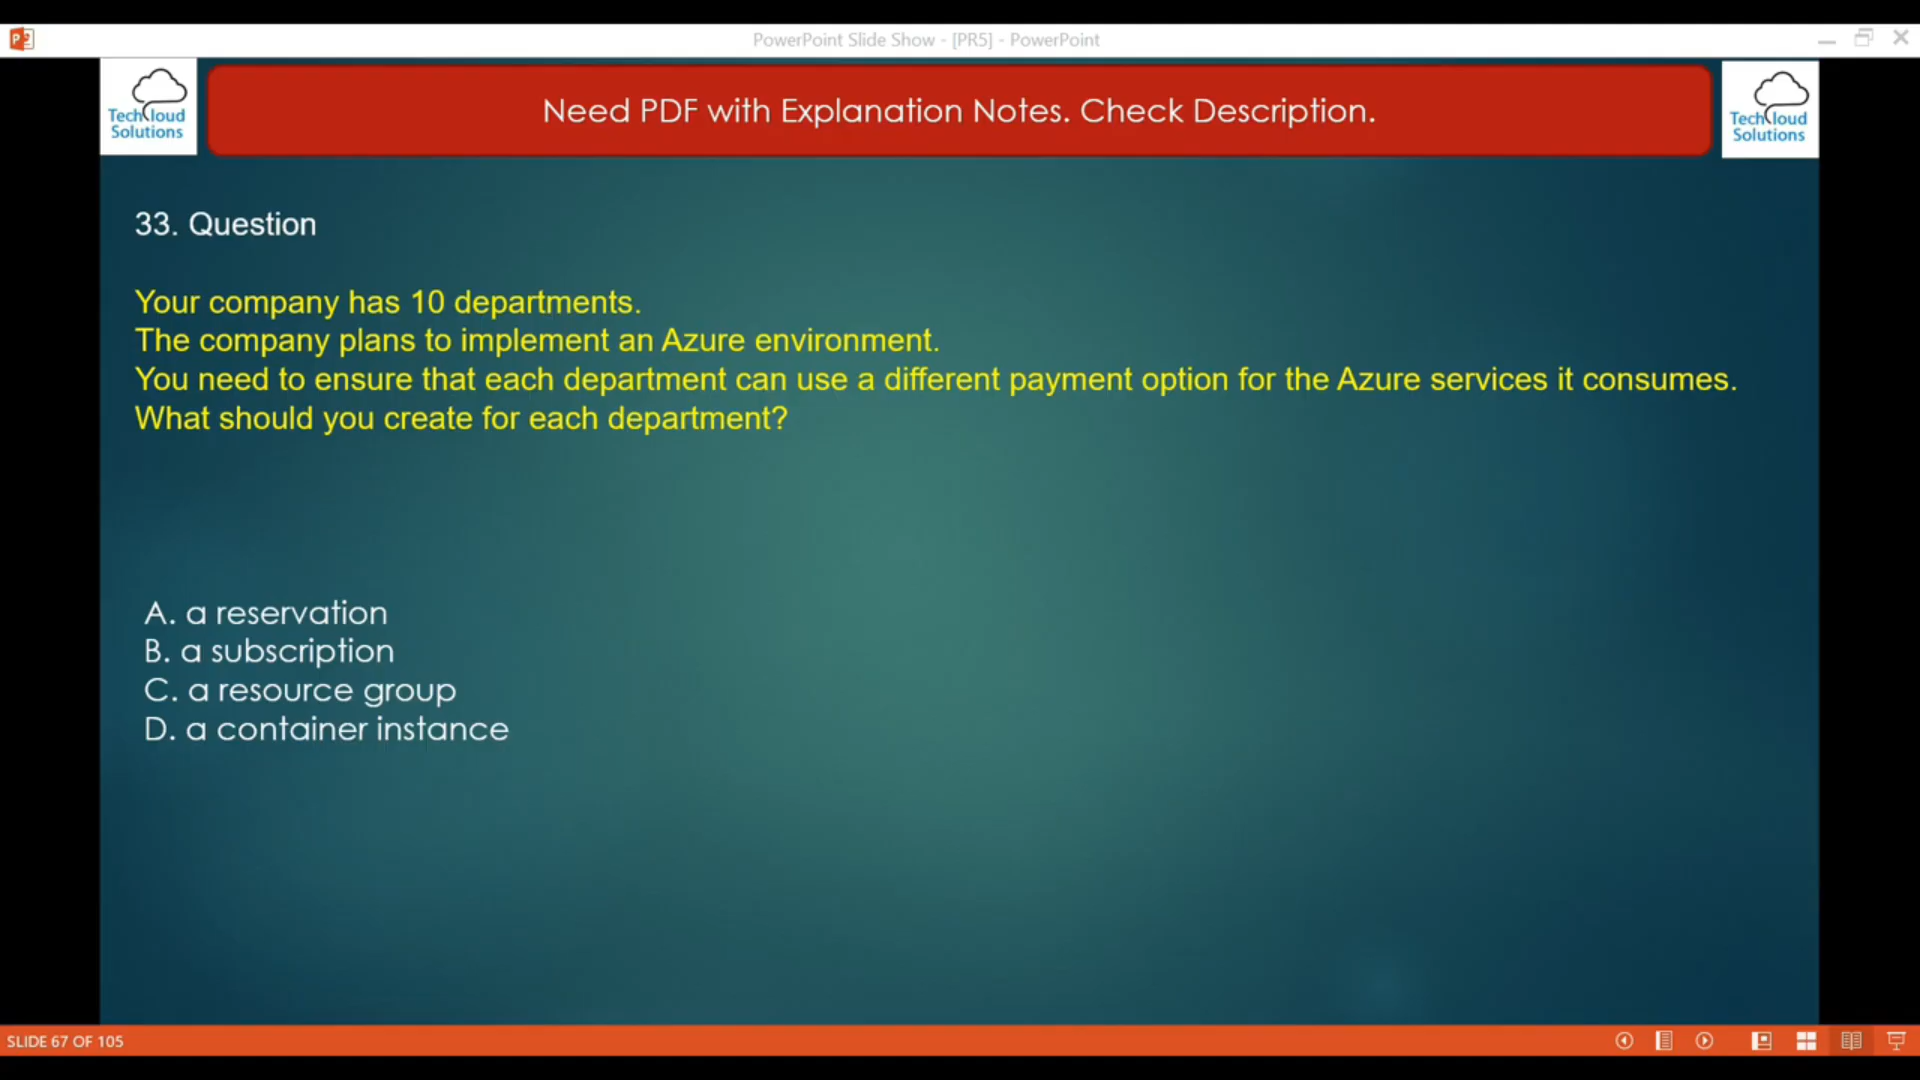 PowerPoint Slide Show - [PR5] - PowerPoint
TechCloud
Solutions
Need PDF with Explanation Notes. Check Description.
TechCloud
Solutions
33. Question
Your company has 10 departments.
The company plans to implement an Azure environment.
You need to ensure that each department can use a different payment option for the Azure services it consumes.
What should you create for each department?
A. a reservation
B. a subscription
C. a resource group
D. a container instance
SLIDE 67 OF 105